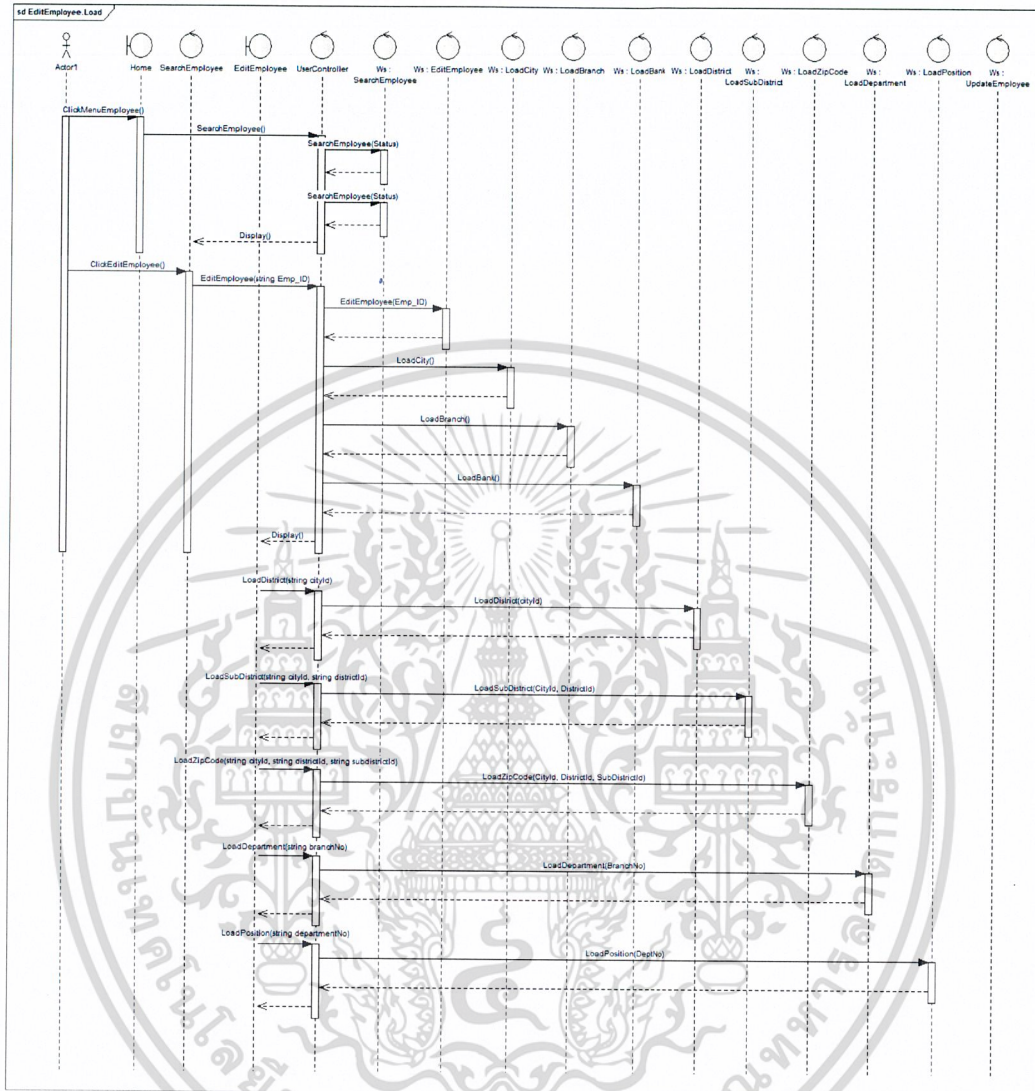 sd EditEmployee.Load
Actor1
Home
SearchEmployee
EditEmployee
UserController
Ws :
SearchEmployee
Ws : EditEmployee
Ws : LoadCity
Ws : LoadBranch
Ws : LoadBank
Ws : LoadDistrict
Ws :
LoadSubDistrict
Ws : LoadZipCode
Ws :
LoadDepartment
Ws : LoadPosition
Ws :
UpdateEmployee
ClickMenuEmployee()
SearchEmployee()
SearchEmployee(Status)
SearchEmployee(Status)
Display()
ClickEditEmployee()
EditEmployee(string Emp_ID)
EditEmployee(Emp_ID)
LoadCity()
LoadBranch()
LoadBank()
Display()
LoadDistrict(string cityId)
LoadDistrict(cityId)
LoadSubDistrict(string cityId, string districtId)
LoadSubDistrict(CityId, DistrictId)
LoadZipCode(string cityId, string districtId, string subdistrictId)
LoadZipCode(CityId, DistrictId, SubDistrictId)
LoadDepartment(string branchNo)
LoadDepartment(BranchNo)
LoadPosition(string departmentNo)
LoadPosition(DeptNo)